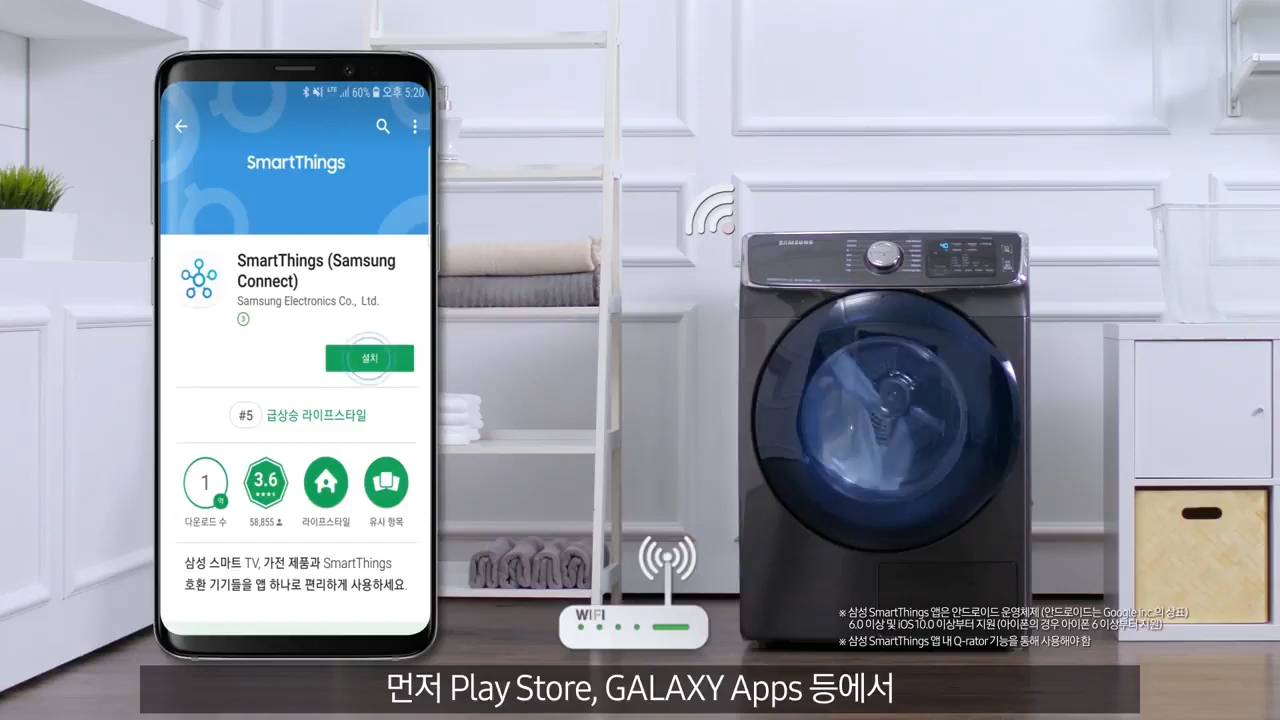 LTE 60% 오후 5:20
SmartThings
SmartThings (Samsung
Connect)
Samsung Electronics Co., Ltd.
3
설치
#5 급상승 라이프스타일
1 억
3.6
다운로드 수
58,855
라이프스타일
유사 항목
삼성 스마트 TV, 가전 제품과 SmartThings
호환 기기들을 앱 하나로 편리하게 사용하세요.
SAMSUNG
WIFI
※ 삼성 SmartThings 앱은 안드로이드 운영체제 (안드로이드는 Google inc.의 상표)
6.0 이상 및 iOS 10.0 이상부터 지원 (아이폰의 경우 아이폰 6 이상부터 지원)
※ 삼성 SmartThings 앱 내 Q-rator 기능을 통해 사용해야 함
먼저 Play Store, GALAXY Apps 등에서